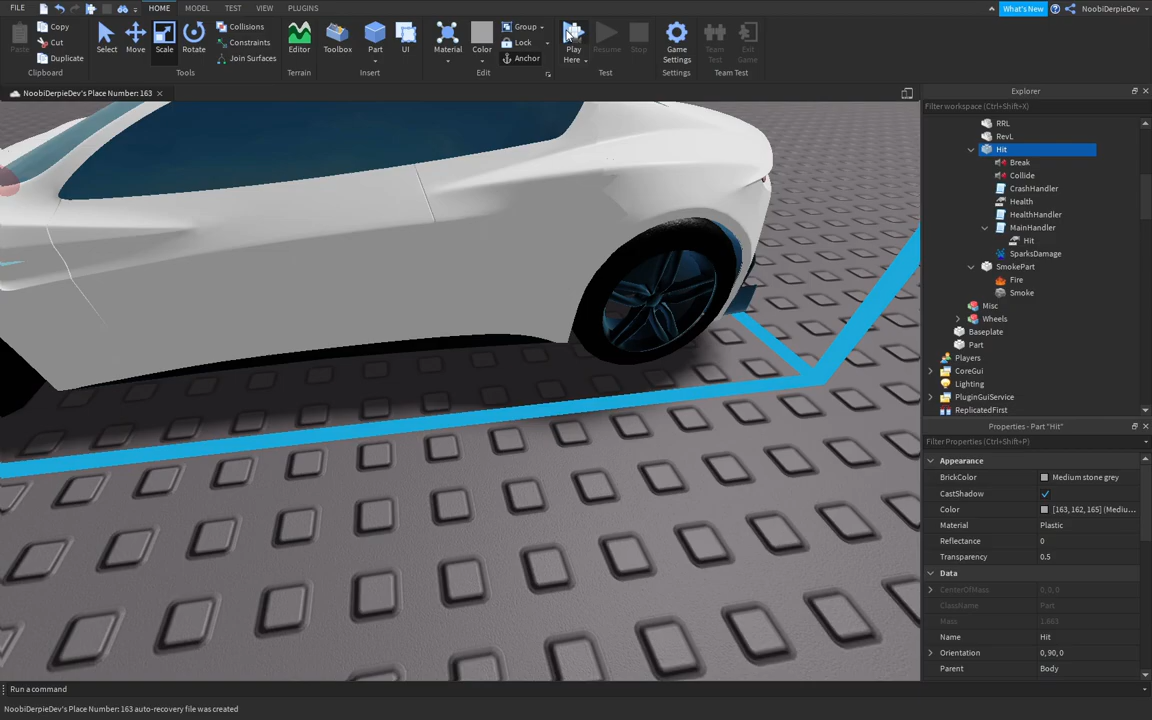 FILE HOME MODEL TEST VIEW PLUGINS What's New NoobiDerpieDev
Paste Copy Cut Duplicate Clipboard
Select Move Scale Rotate Collisions Constraints Join Surfaces Tools
Editor Terrain
Toolbox Part UI Insert
Material Color Group Lock Anchor Edit
Play Here Resume Stop Test
Game Settings Settings
Team Test Exit Game Team Test
NoobiDerpieDev's Place Number: 163
Explorer
Filter workspace (Ctrl+Shift+X)
RRL
RevL
Hit
Break
Collide
CrashHandler
Health
HealthHandler
MainHandler
Hit
SparksDamage
SmokePart
Fire
Smoke
Misc
Wheels
Baseplate
Part
Players
CoreGui
Lighting
PluginGuiService
ReplicatedFirst
Properties - Part "Hit"
Filter Properties (Ctrl+Shift+P)
Appearance
BrickColor Medium stone grey
CastShadow
Color [163, 162, 165] (Mediu...
Material Plastic
Reflectance 0
Transparency 0.5
Data
CenterOfMass 0, 0, 0
ClassName Part
Mass 1.663
Name Hit
Orientation 0, 90, 0
Parent Body
Run a command
NoobiDerpieDev's Place Number: 163 auto-recovery file was created